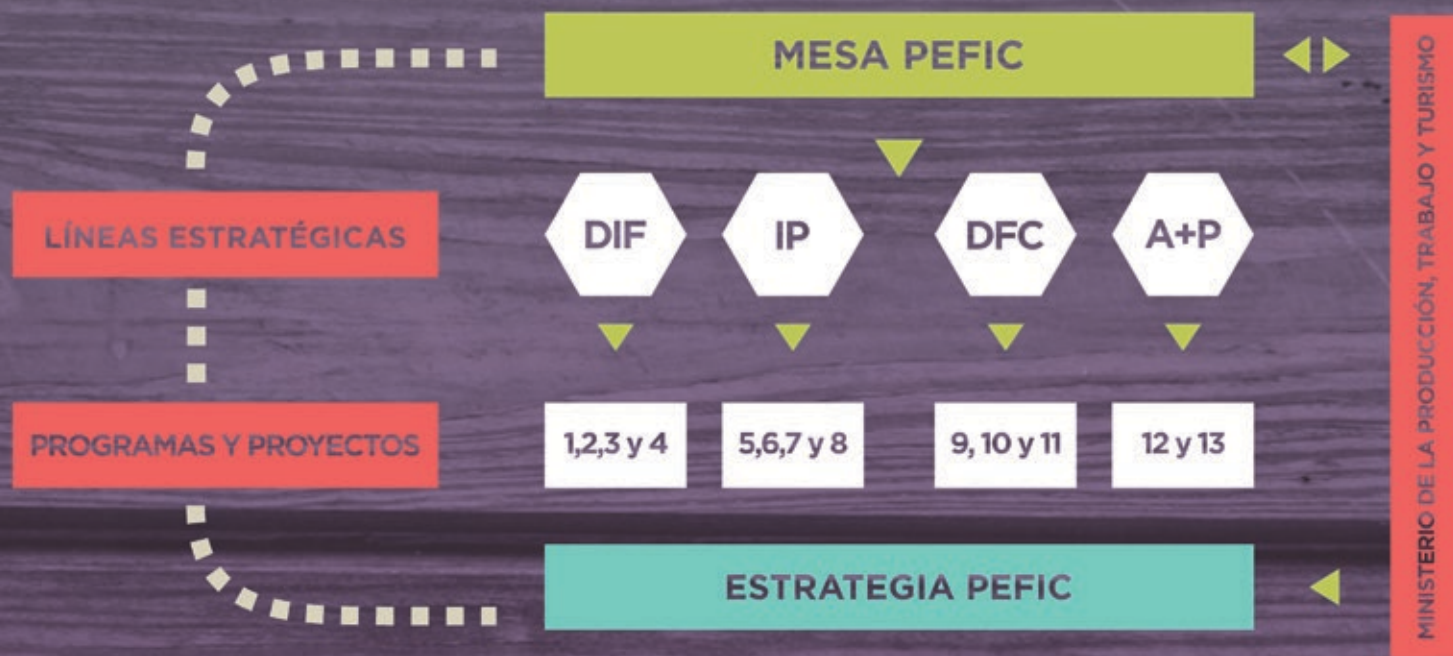 MESA PEFIC
LÍNEAS ESTRATÉGICAS
DIF
IP
DFC
A+P
PROGRAMAS Y PROYECTOS
1,2,3 y 4
5,6,7 y 8
9, 10 y 11
12 y 13
ESTRATEGIA PEFIC
MINISTERIO DE LA PRODUCCIÓN, TRABAJO Y TURISMO